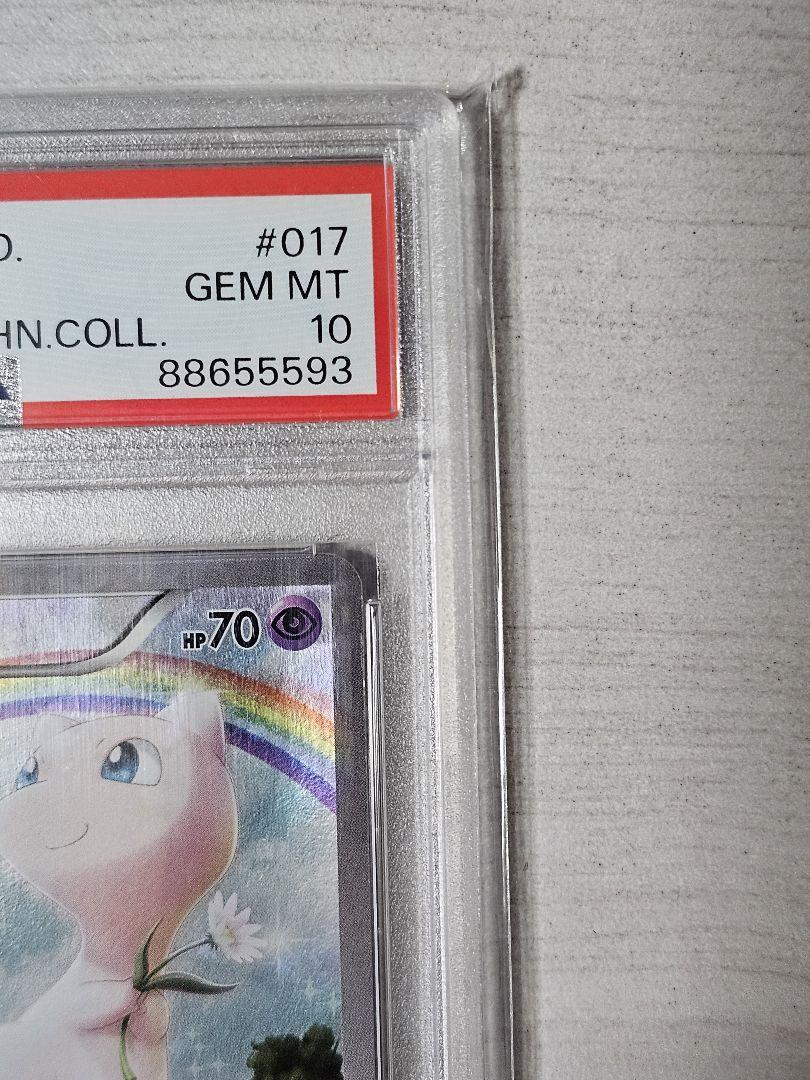 D. #017
GEM MT
HN.COLL. 10
88655593
HP70